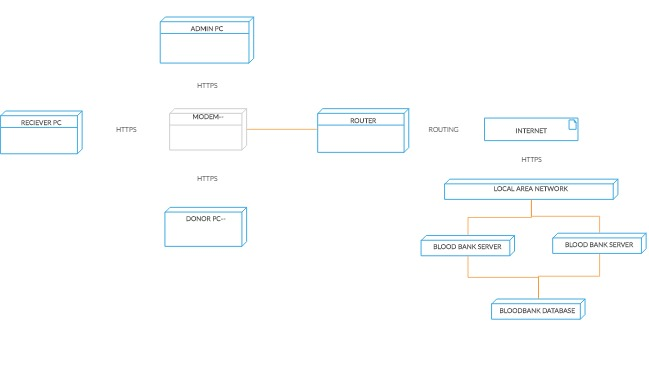 ADMIN PC
HTTPS
RECIEVER PC
HTTPS
MODEM--
ROUTER
ROUTING
INTERNET
HTTPS
HTTPS
LOCAL AREA NETWORK
DONOR PC--
BLOOD BANK SERVER
BLOOD BANK SERVER
BLOODBANK DATABASE